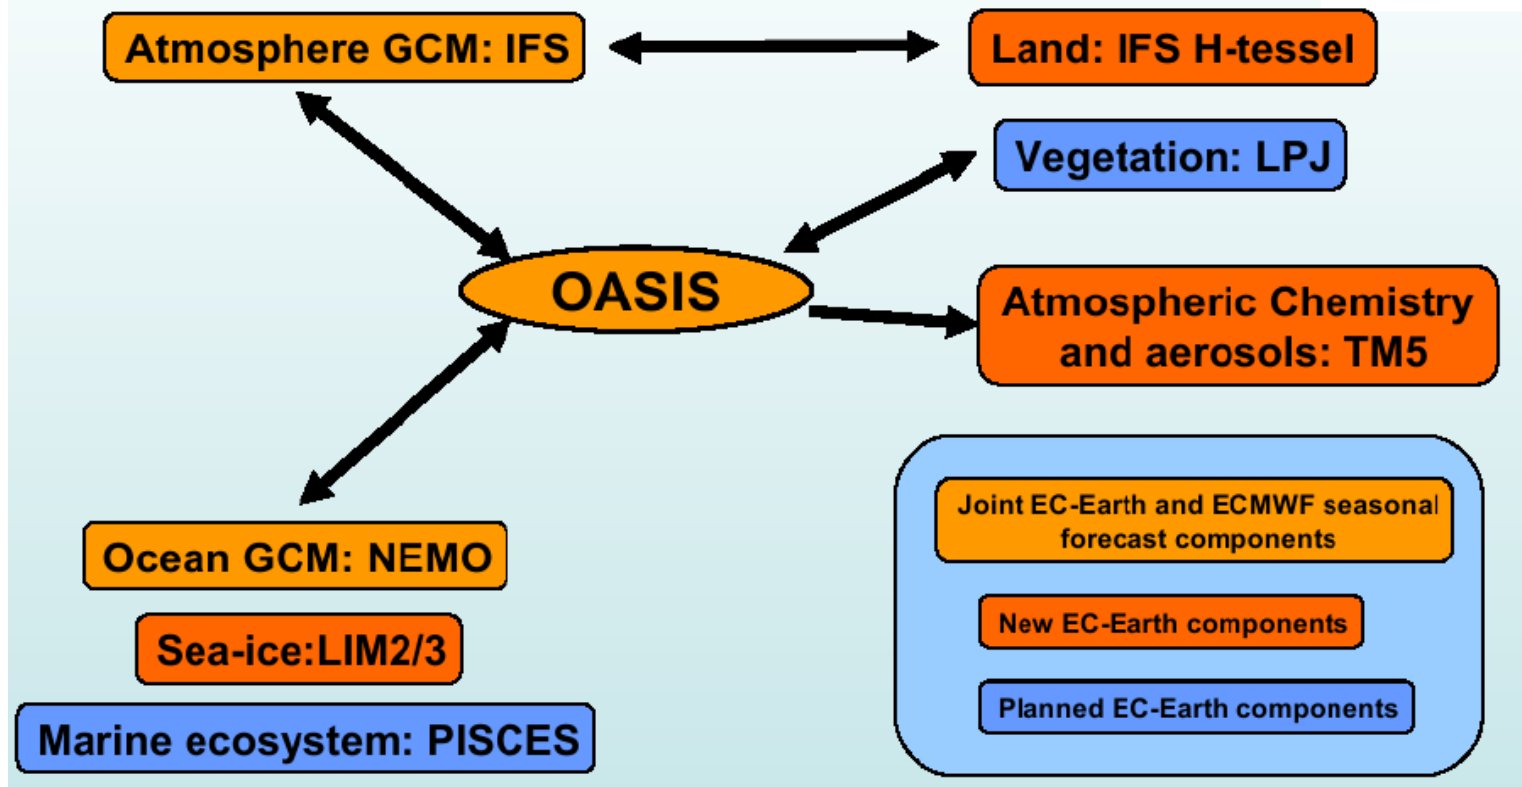 Atmosphere GCM: IFS
Land: IFS H-tessel
Vegetation: LPJ
OASIS
Atmospheric Chemistry
and aerosols: TM5
Ocean GCM: NEMO
Sea-ice:LIM2/3
Marine ecosystem: PISCES
Joint EC-Earth and ECMWF seasonal
forecast components
New EC-Earth components
Planned EC-Earth components